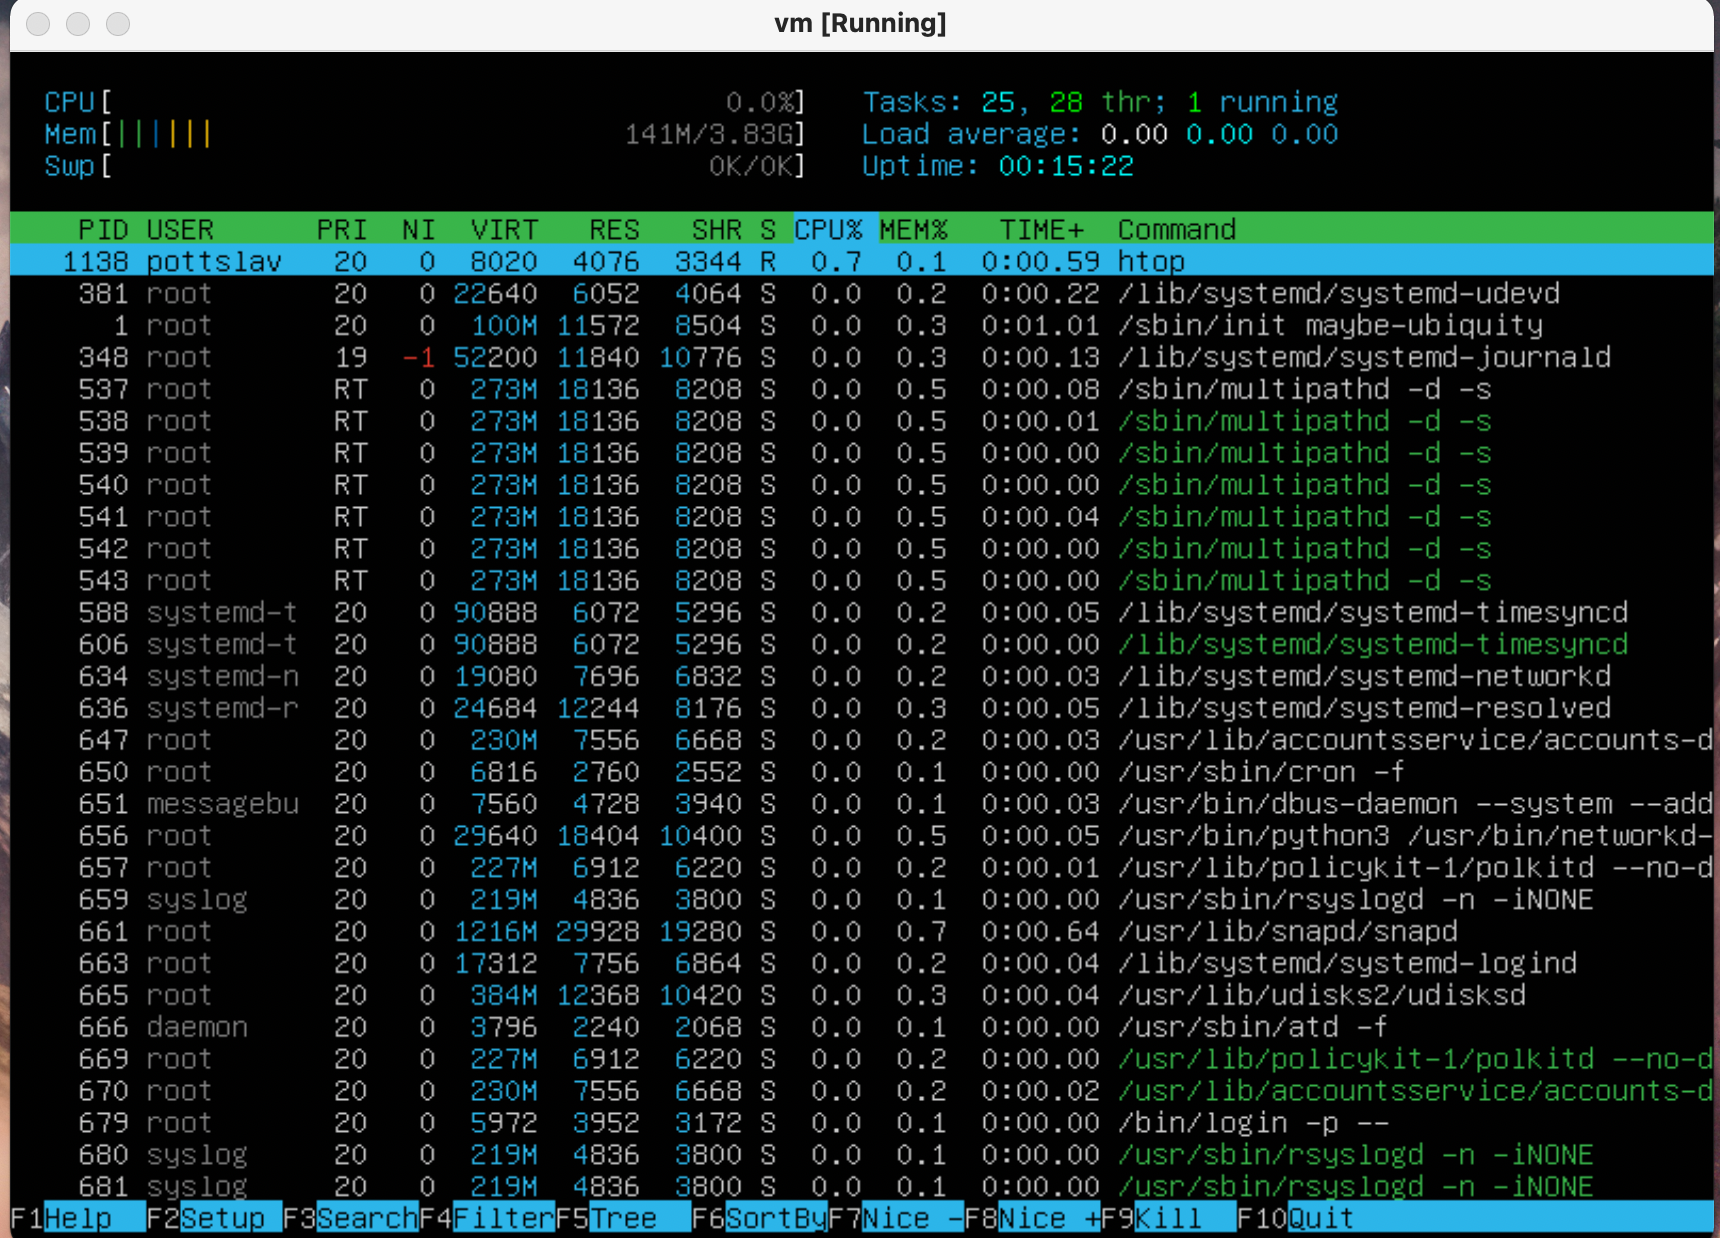 vm [Running]
CPU[ 0.0%] Tasks: 25, 28 thr; 1 running
Mem[||||||| 141M/3.83G] Load average: 0.00 0.00 0.00
Swp[ 0K/0K] Uptime: 00:15:22
PID USER PRI NI VIRT RES SHR S CPU% MEM% TIME+ Command
1138 pottslav 20 0 8020 4076 3344 R 0.7 0.1 0:00.59 htop
381 root 20 0 22640 6052 4064 S 0.0 0.2 0:00.22 /lib/systemd/systemd-udevd
1 root 20 0 100M 11572 8504 S 0.0 0.3 0:01.01 /sbin/init maybe-ubiquity
348 root 19 -1 52200 11840 10776 S 0.0 0.3 0:00.13 /lib/systemd/systemd-journald
537 root RT 0 273M 18136 8208 S 0.0 0.5 0:00.08 /sbin/multipathd -d -s
538 root RT 0 273M 18136 8208 S 0.0 0.5 0:00.01 /sbin/multipathd -d -s
539 root RT 0 273M 18136 8208 S 0.0 0.5 0:00.00 /sbin/multipathd -d -s
540 root RT 0 273M 18136 8208 S 0.0 0.5 0:00.00 /sbin/multipathd -d -s
541 root RT 0 273M 18136 8208 S 0.0 0.5 0:00.04 /sbin/multipathd -d -s
542 root RT 0 273M 18136 8208 S 0.0 0.5 0:00.00 /sbin/multipathd -d -s
543 root RT 0 273M 18136 8208 S 0.0 0.5 0:00.00 /sbin/multipathd -d -s
588 systemd-t 20 0 90888 6072 5296 S 0.0 0.2 0:00.05 /lib/systemd/systemd-timesyncd
606 systemd-t 20 0 90888 6072 5296 S 0.0 0.2 0:00.00 /lib/systemd/systemd-timesyncd
634 systemd-n 20 0 19080 7696 6832 S 0.0 0.2 0:00.03 /lib/systemd/systemd-networkd
636 systemd-r 20 0 24684 12244 8176 S 0.0 0.3 0:00.05 /lib/systemd/systemd-resolved
647 root 20 0 230M 7556 6668 S 0.0 0.2 0:00.03 /usr/lib/accountsservice/accounts-d
650 root 20 0 6816 2760 2552 S 0.0 0.1 0:00.00 /usr/sbin/cron -f
651 messagebu 20 0 7560 4728 3940 S 0.0 0.1 0:00.03 /usr/bin/dbus-daemon --system --add
656 root 20 0 29640 18404 10400 S 0.0 0.5 0:00.05 /usr/bin/python3 /usr/bin/networkd-
657 root 20 0 227M 6912 6220 S 0.0 0.2 0:00.01 /usr/lib/policykit-1/polkitd --no-d
659 syslog 20 0 219M 4836 3800 S 0.0 0.1 0:00.00 /usr/sbin/rsyslogd -n -iNONE
661 root 20 0 1216M 29928 19280 S 0.0 0.7 0:00.64 /usr/lib/snapd/snapd
663 root 20 0 17312 7756 6864 S 0.0 0.2 0:00.04 /lib/systemd/systemd-logind
665 root 20 0 384M 12368 10420 S 0.0 0.3 0:00.04 /usr/lib/udisks2/udisksd
666 daemon 20 0 3796 2240 2068 S 0.0 0.1 0:00.00 /usr/sbin/atd -f
669 root 20 0 227M 6912 6220 S 0.0 0.2 0:00.00 /usr/lib/policykit-1/polkitd --no-d
670 root 20 0 230M 7556 6668 S 0.0 0.2 0:00.02 /usr/lib/accountsservice/accounts-d
679 root 20 0 5972 3952 3172 S 0.0 0.1 0:00.00 /bin/login -p --
680 syslog 20 0 219M 4836 3800 S 0.0 0.1 0:00.00 /usr/sbin/rsyslogd -n -iNONE
681 syslog 20 0 219M 4836 3800 S 0.0 0.1 0:00.00 /usr/sbin/rsyslogd -n -iNONE
F1Help F2Setup F3SearchF4FilterF5Tree F6SortByF7Nice -F8Nice +F9Kill F10Quit